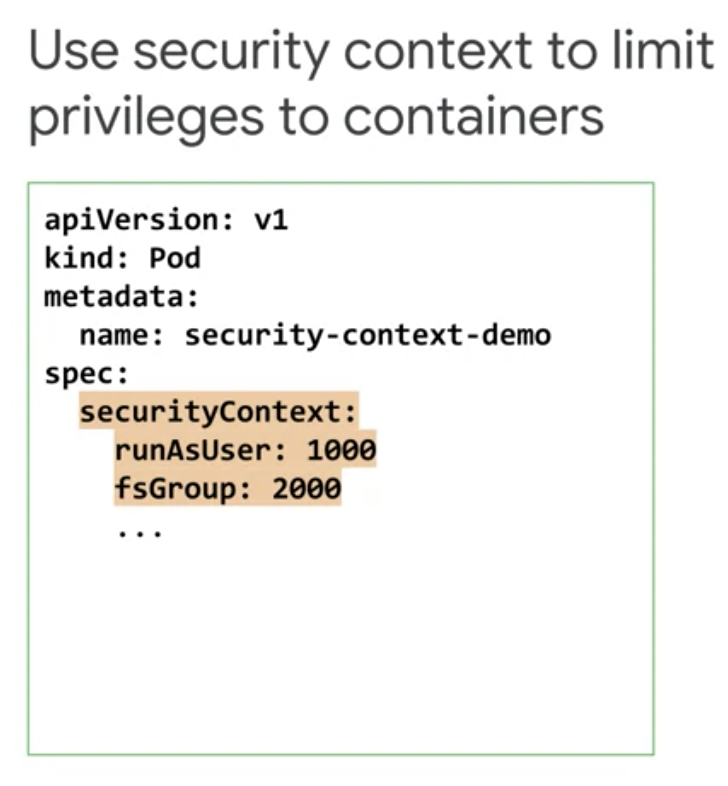 Use security context to limit
privileges to containers
apiVersion: v1
kind: Pod
metadata:
  name: security-context-demo
spec:
  securityContext:
    runAsUser: 1000
    fsGroup: 2000
    ...